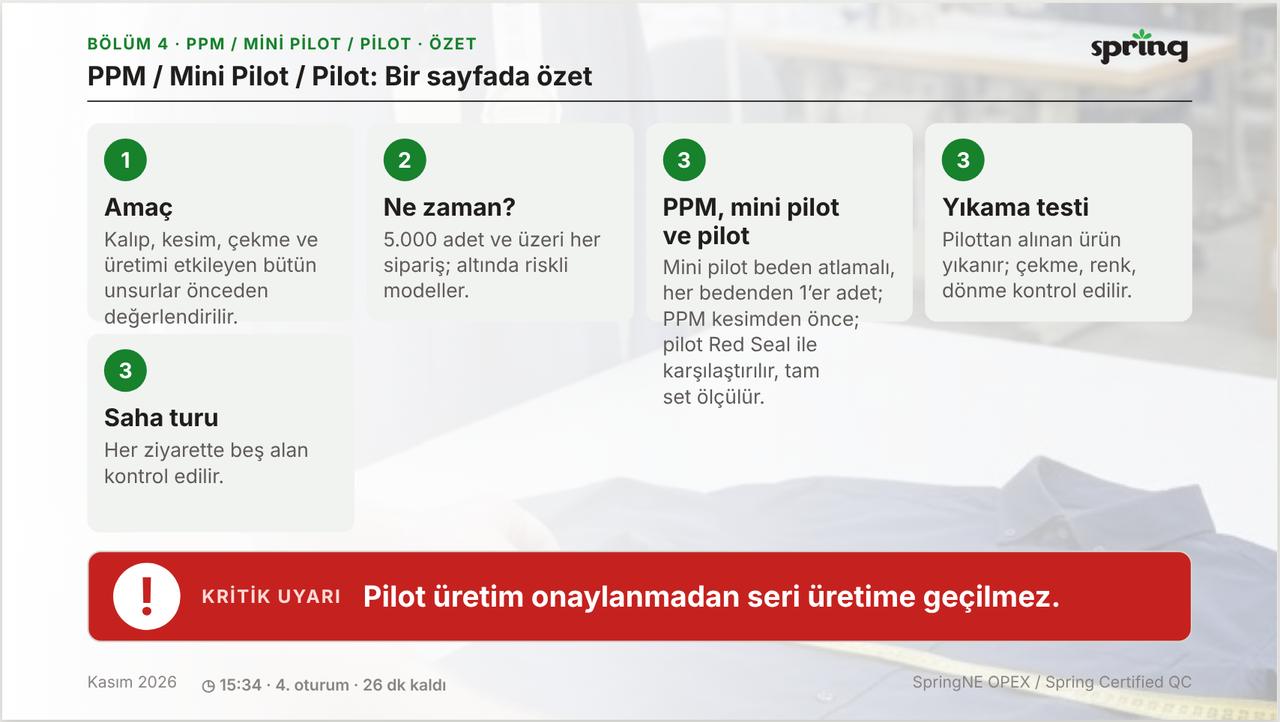 BÖLÜM 4 · PPM / MİNİ PİLOT / PİLOT · ÖZET
spring
PPM / Mini Pilot / Pilot: Bir sayfada özet
1
Amaç
Kalıp, kesim, çekme ve
üretimi etkileyen bütün
unsurlar önceden
değerlendirilir.
2
Ne zaman?
5.000 adet ve üzeri her
sipariş; altında riskli
modeller.
3
PPM, mini pilot
ve pilot
Mini pilot beden atlamalı,
her bedenden 1’er adet;
PPM kesimden önce;
pilot Red Seal ile
karşılaştırılır, tam
set ölçülür.
3
Yıkama testi
Pilottan alınan ürün
yıkanır; çekme, renk,
dönme kontrol edilir.
3
Saha turu
Her ziyarette beş alan
kontrol edilir.
! KRİTİK UYARI Pilot üretim onaylanmadan seri üretime geçilmez.
Kasım 2026 ◷ 15:34 · 4. oturum · 26 dk kaldı SpringNE OPEX / Spring Certified QC